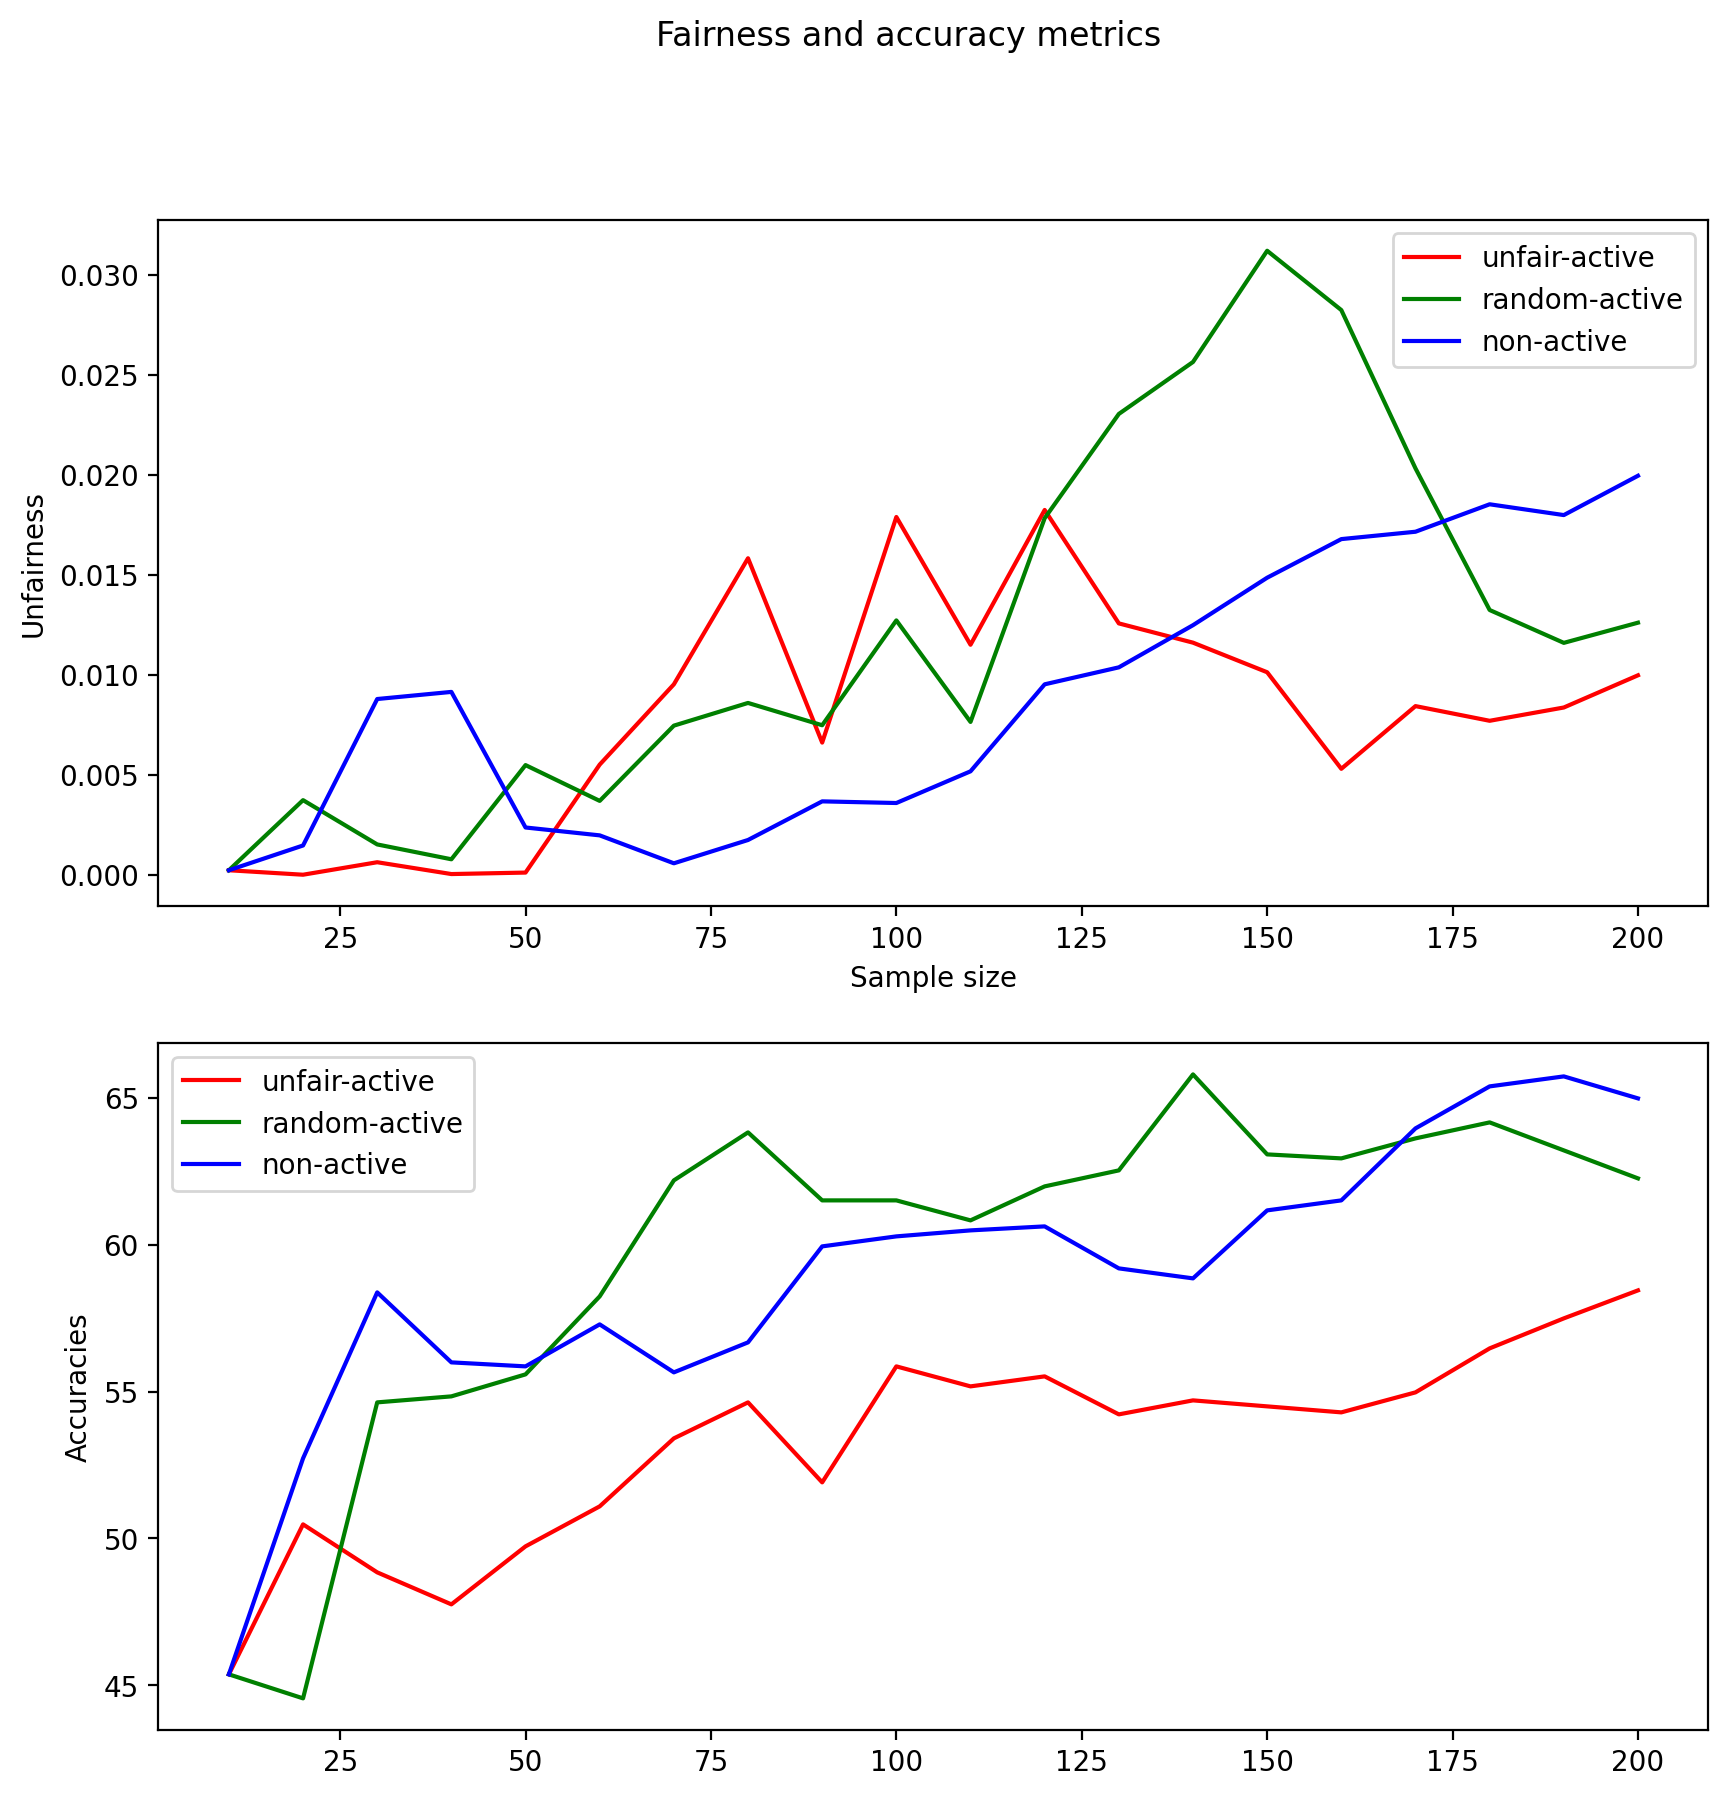 Fairness and accuracy metrics
0.030
0.025
0.020
0.015
0.010
0.005
0.000
Unfairness
unfair-active
random-active
non-active
25 50 75 100 125 150 175 200
Sample size
65
60
55
50
45
Accuracies
unfair-active
random-active
non-active
25 50 75 100 125 150 175 200